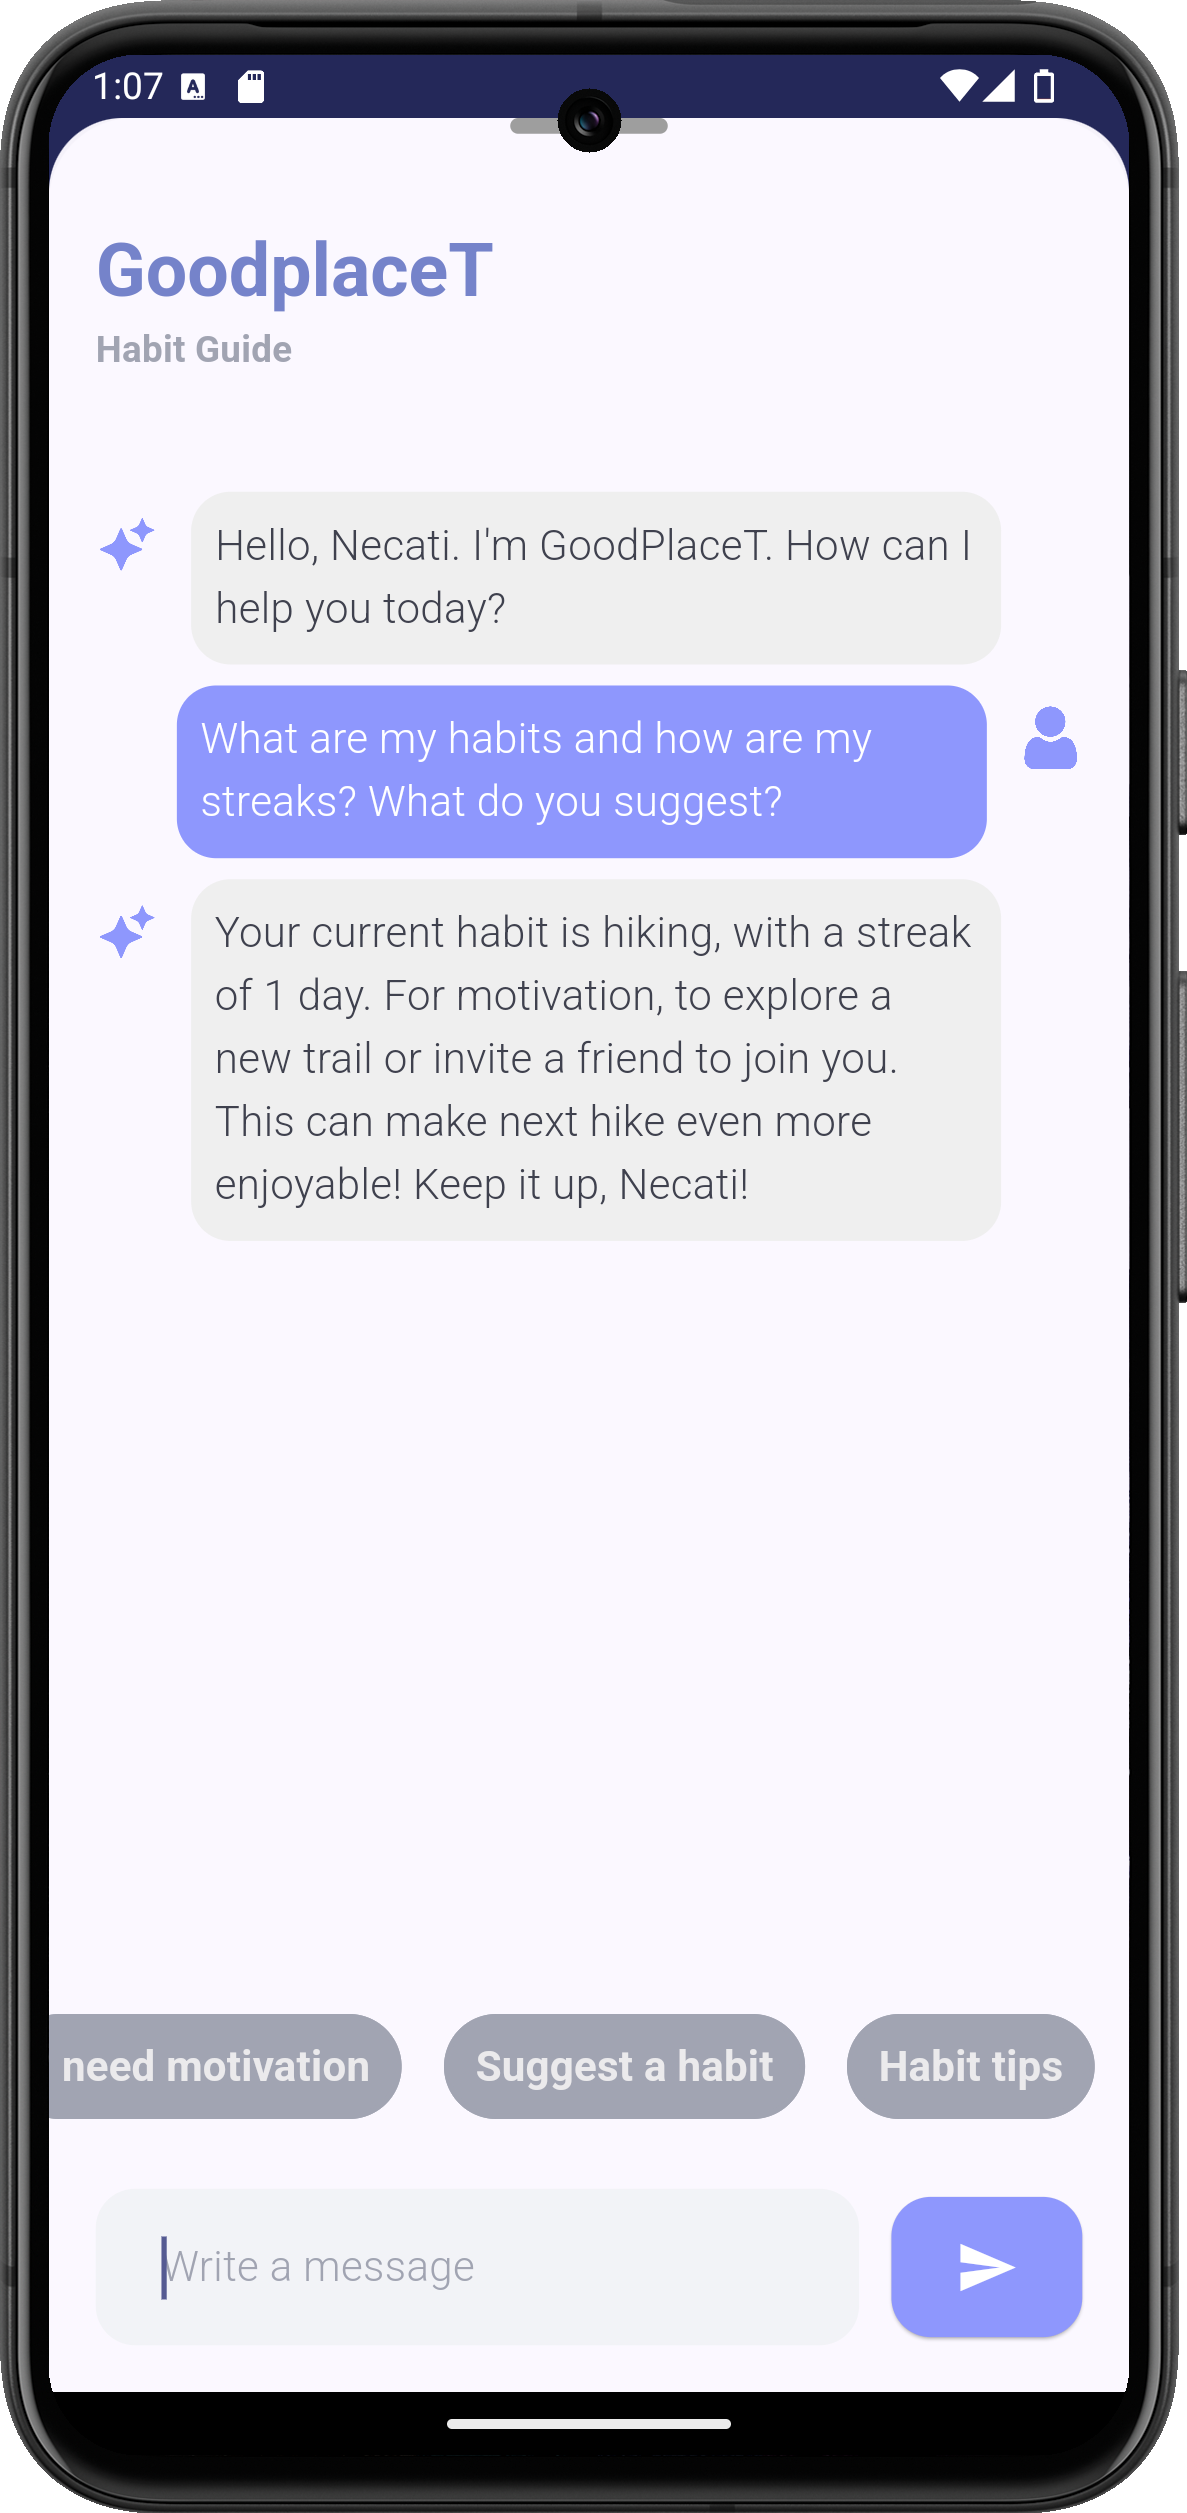 1:07
GoodplaceT
Habit Guide
Hello, Necati. I'm GoodPlaceT. How can I
help you today?
What are my habits and how are my
streaks? What do you suggest?
Your current habit is hiking, with a streak
of 1 day. For motivation, to explore a
new trail or invite a friend to join you.
This can make next hike even more
enjoyable! Keep it up, Necati!
need motivation
Suggest a habit
Habit tips
Write a message